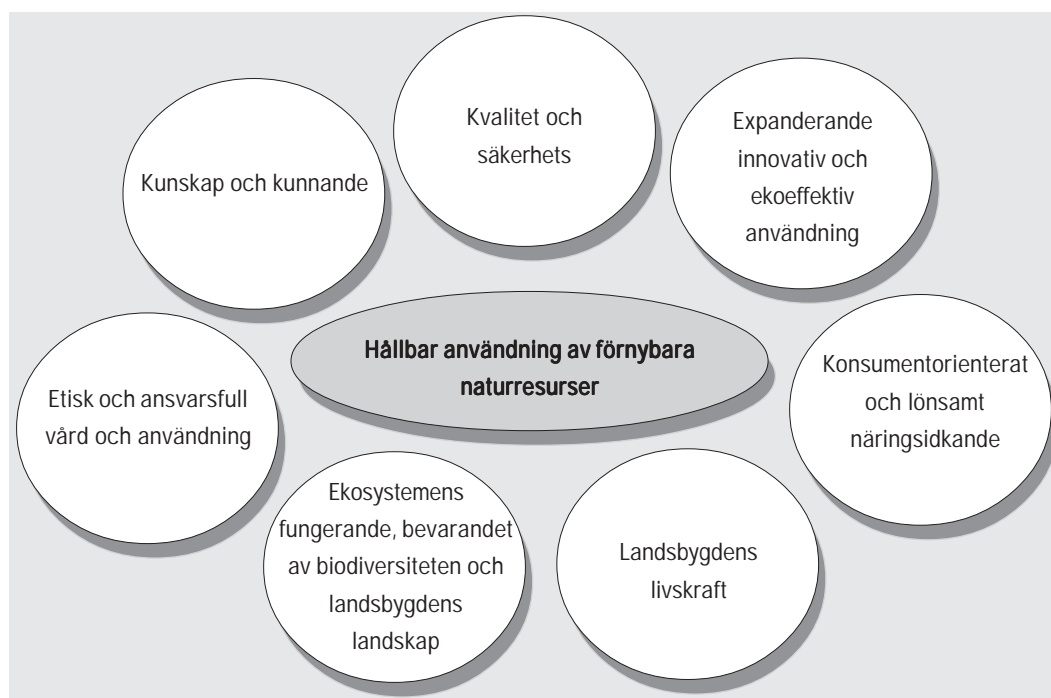 Kvalitet och
säkerhets
Expanderande
innovativ och
ekoeffektiv
användning
Kunskap och kunnande
Hållbar användning av förnybara
naturresurser
Konsumentorienterat
och lönsamt
näringsidkande
Etisk och ansvarsfull
vård och användning
Ekosystemens
fungerande, bevarandet
av biodiversiteten och
landsbygdens
landskap
Landsbygdens
livskraft